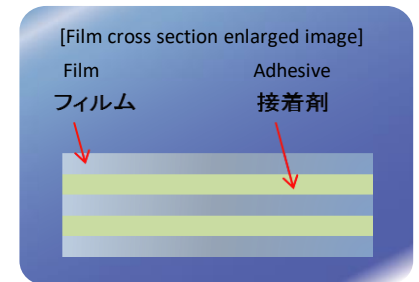 [Film cross section enlarged image]
Film Adhesive
フィルム 接着剤